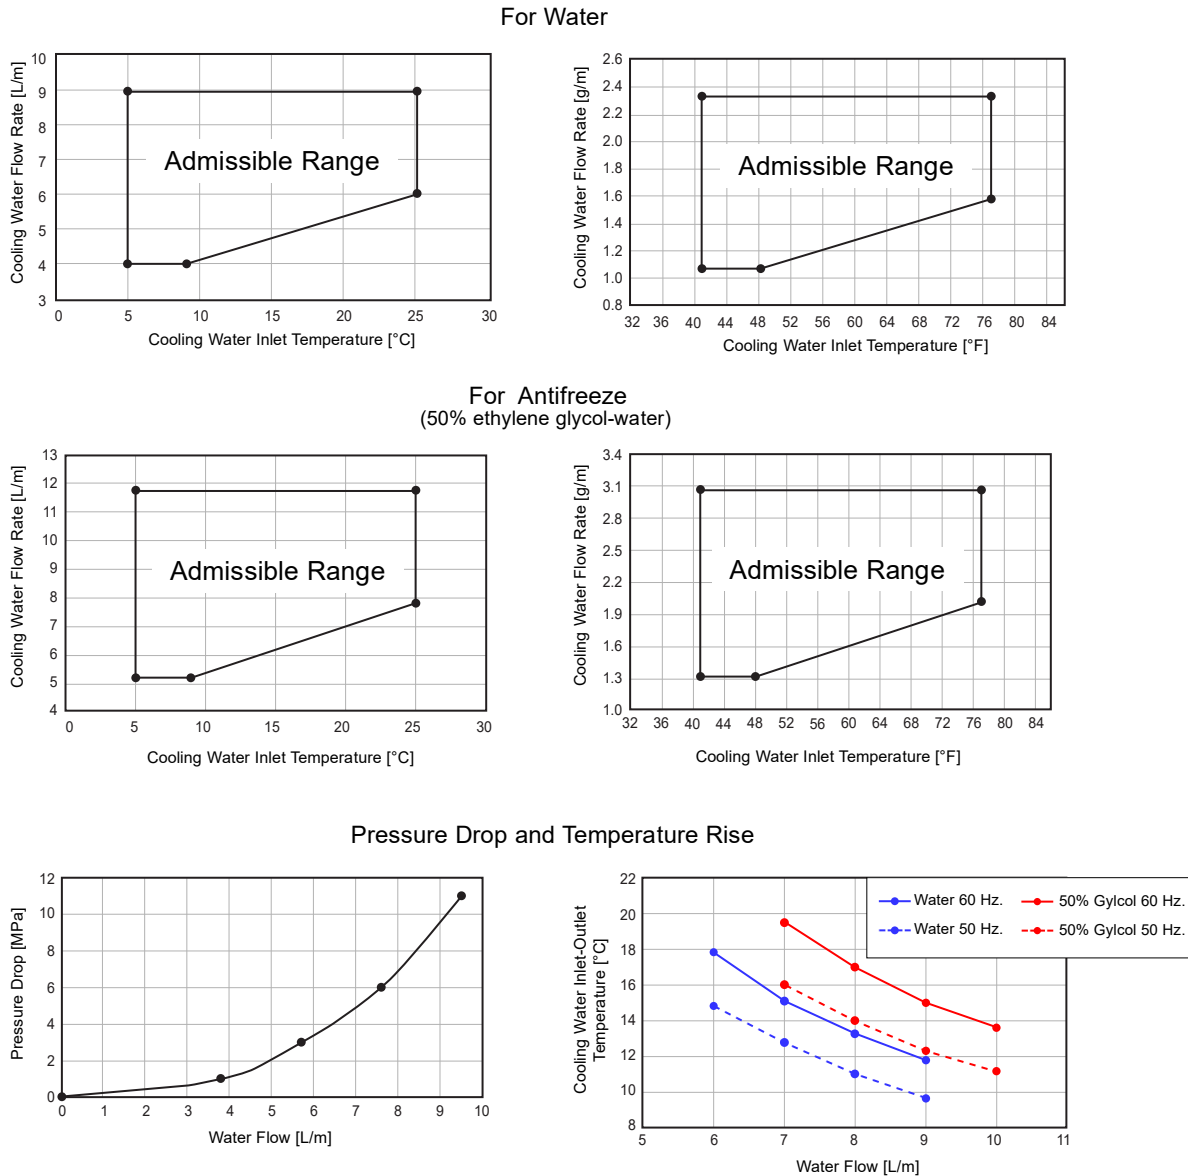 For Water
Cooling Water Flow Rate [L/m]
10
9
8
7
6
5
4
3
Admissible Range
0 5 10 15 20 25 30
Cooling Water Inlet Temperature [°C]
Cooling Water Flow Rate [g/m]
2.6
2.4
2.2
2.0
1.8
1.6
1.4
1.2
1.0
0.8
Admissible Range
32 36 40 44 48 52 56 60 64 68 72 76 80 84
Cooling Water Inlet Temperature [°F]
For Antifreeze
(50% ethylene glycol-water)
Cooling Water Flow Rate [L/m]
13
12
11
10
9
8
7
6
5
4
Admissible Range
0 5 10 15 20 25 30
Cooling Water Inlet Temperature [°C]
Cooling Water Flow Rate [g/m]
3.4
3.1
2.8
2.5
2.2
1.9
1.6
1.3
1.0
Admissible Range
32 36 40 44 48 52 56 60 64 68 72 76 80 84
Cooling Water Inlet Temperature [°F]
Pressure Drop and Temperature Rise
Pressure Drop [MPa]
12
10
8
6
4
2
0
0 1 2 3 4 5 6 7 8 9 10
Water Flow [L/m]
Cooling Water Inlet-Outlet
Temperature [°C]
22
20
18
16
14
12
10
8
Water 60 Hz. 50% Gylcol 60 Hz.
Water 50 Hz. 50% Gylcol 50 Hz.
5 6 7 8 9 10 11
Water Flow [L/m]